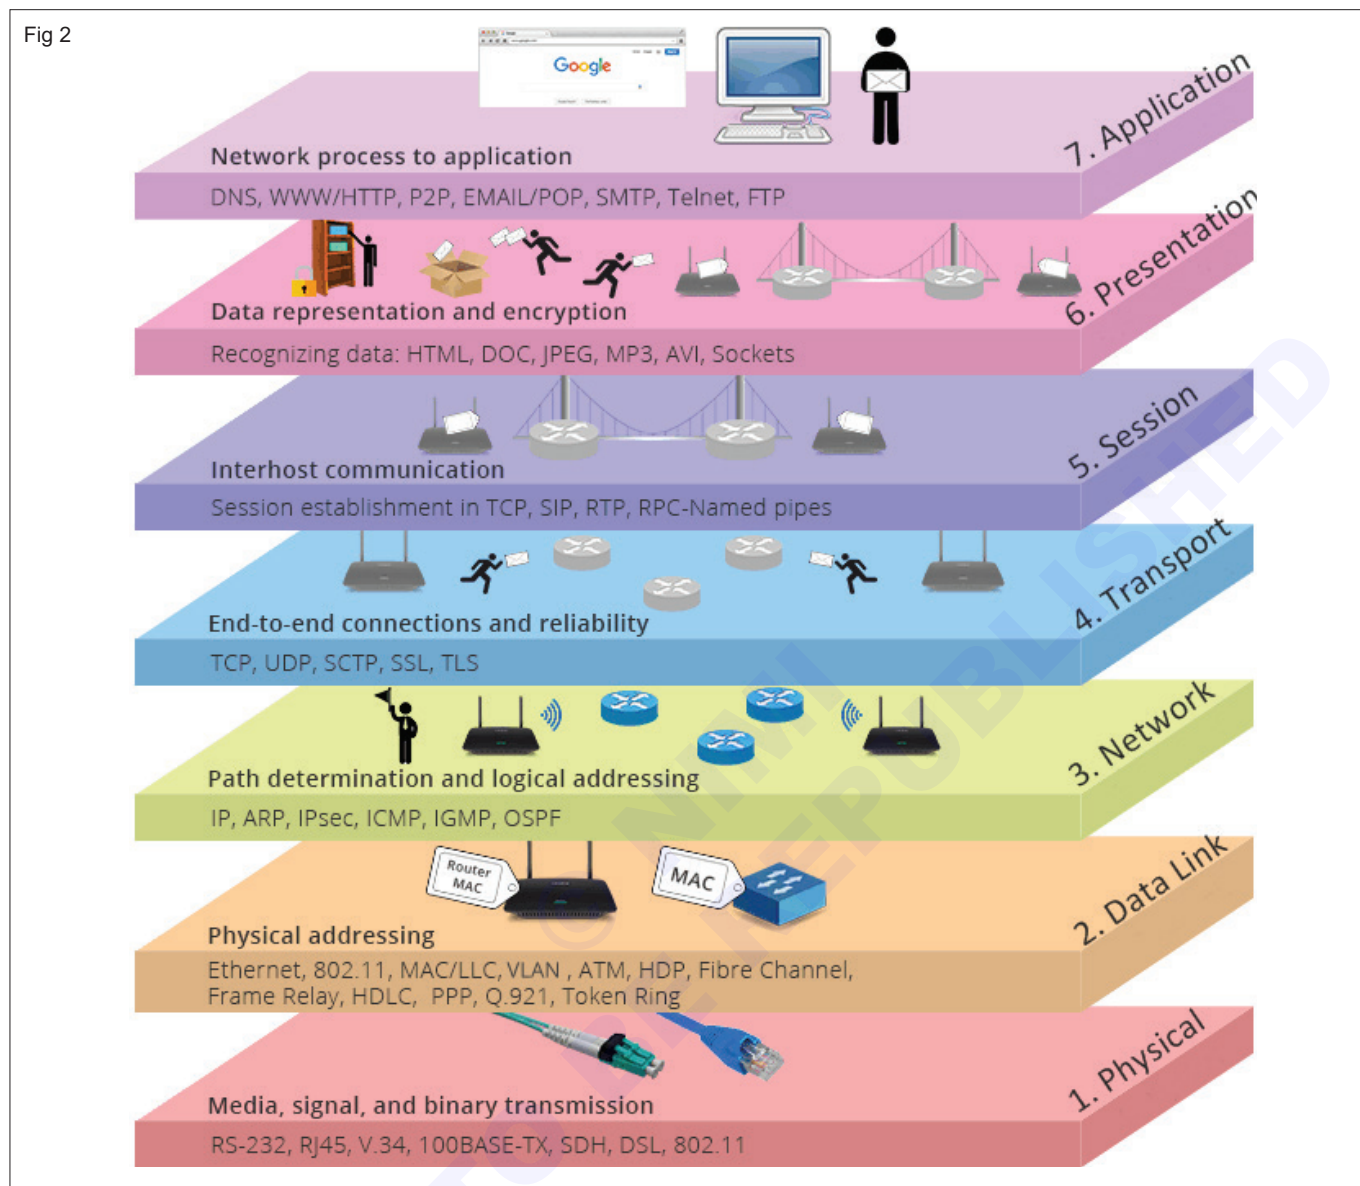 Fig 2
Google
7. Application
Network process to application
DNS, WWW/HTTP, P2P, EMAIL/POP, SMTP, Telnet, FTP
6. Presentation
Data representation and encryption
Recognizing data: HTML, DOC, JPEG, MP3, AVI, Sockets
5. Session
Interhost communication
Session establishment in TCP, SIP, RTP, RPC-Named pipes
4. Transport
End-to-end connections and reliability
TCP, UDP, SCTP, SSL, TLS
3. Network
Path determination and logical addressing
IP, ARP, IPsec, ICMP, IGMP, OSPF
Router
MAC
MAC
2. Data Link
Physical addressing
Ethernet, 802.11, MAC/LLC, VLAN , ATM, HDP, Fibre Channel,
Frame Relay, HDLC, PPP, Q.921, Token Ring
1. Physical
Media, signal, and binary transmission
RS-232, RJ45, V.34, 100BASE-TX, SDH, DSL, 802.11
© NIMI
TO BE REPUBLISHED